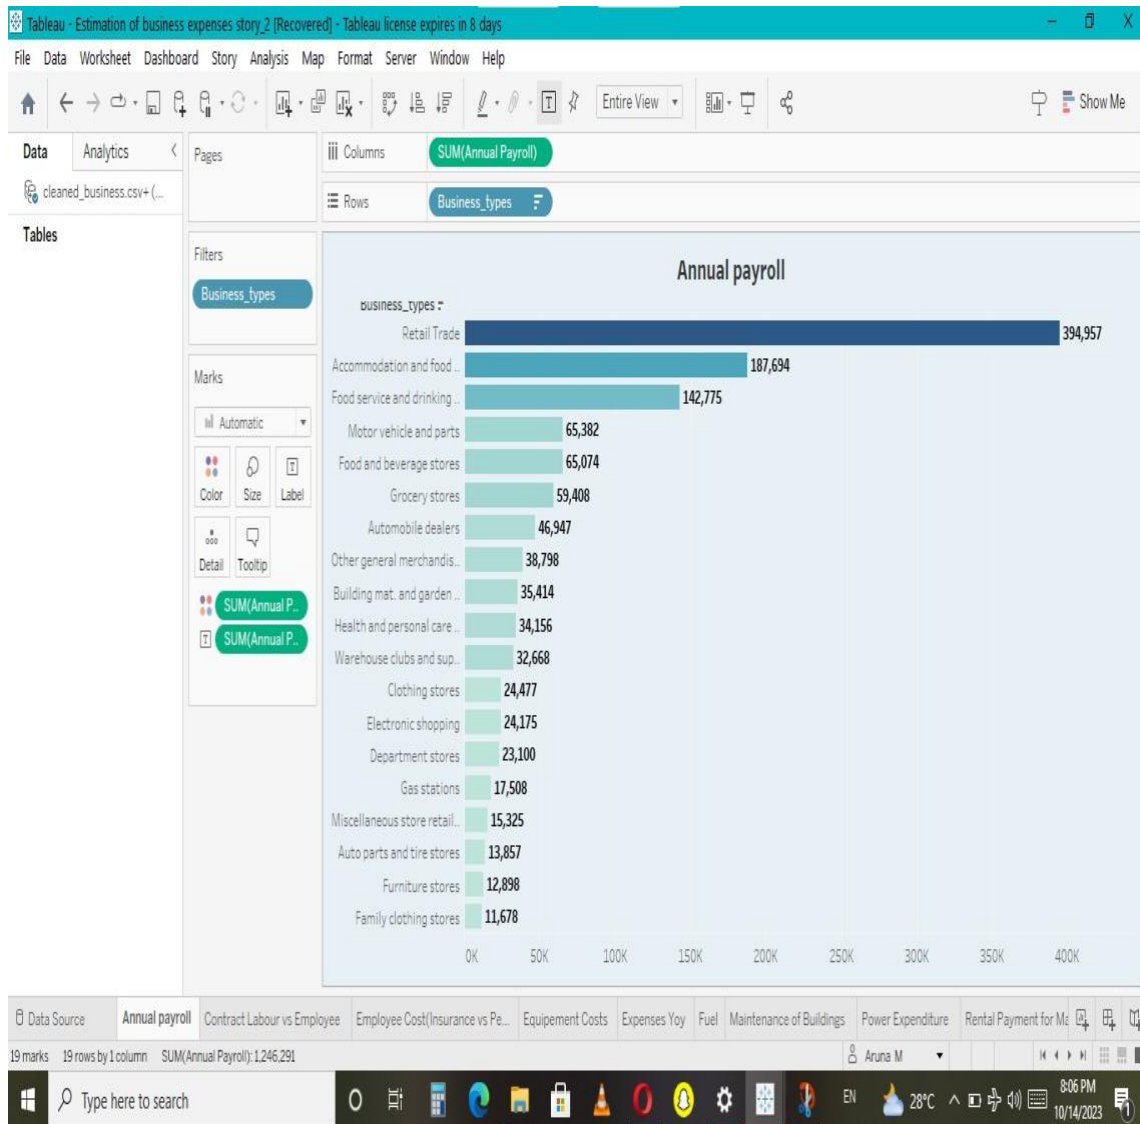 Tableau - Estimation of business expenses story_2 [Recovered] - Tableau license expires in 8 days
File Data Worksheet Dashboard Story Analysis Map Format Server Window Help
Entire View
Show Me
Data Analytics
cleaned_business.csv+ (...
Tables
Pages
Filters
Business_types
Marks
Automatic
Color Size Label
Detail Tooltip
SUM(Annual P..
SUM(Annual P..
Columns SUM(Annual Payroll)
Rows Business_types
Annual payroll
Business_types
Retail Trade 394,957
Accommodation and food .. 187,694
Food service and drinking .. 142,775
Motor vehicle and parts 65,382
Food and beverage stores 65,074
Grocery stores 59,408
Automobile dealers 46,947
Other general merchandis.. 38,798
Building mat. and garden .. 35,414
Health and personal care .. 34,156
Warehouse clubs and sup.. 32,668
Clothing stores 24,477
Electronic shopping 24,175
Department stores 23,100
Gas stations 17,508
Miscellaneous store retail.. 15,325
Auto parts and tire stores 13,857
Furniture stores 12,898
Family clothing stores 11,678
0K 50K 100K 150K 200K 250K 300K 350K 400K
Data Source Annual payroll Contract Labour vs Employee Employee Cost(Insurance vs Pe... Equipement Costs Expenses Yoy Fuel Maintenance of Buildings Power Expenditure Rental Payment for Ma
19 marks 19 rows by 1 column SUM(Annual Payroll): 1,246,291 Aruna M
Type here to search EN 28°C 8:06 PM
10/14/2023 1